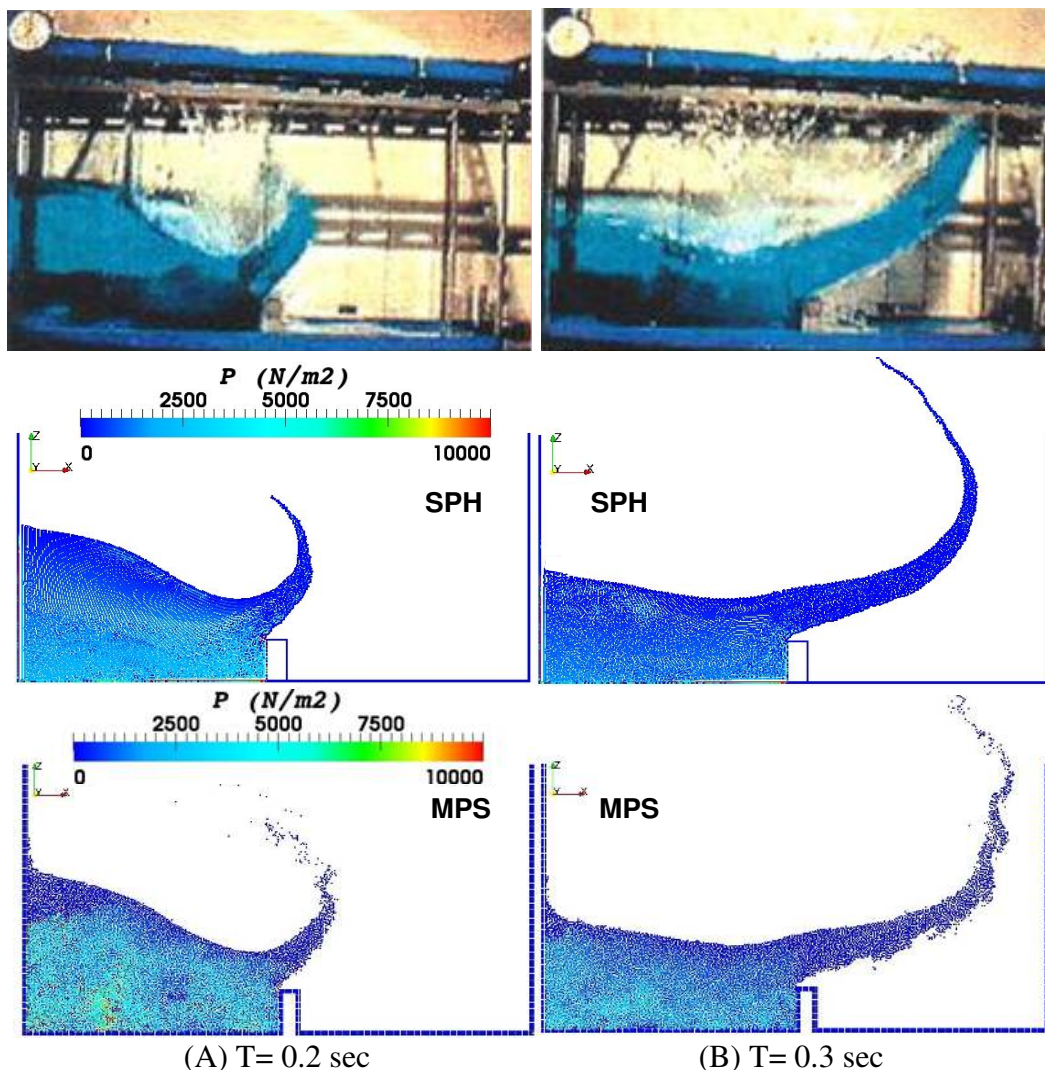 P (N/m2)
2500 5000 7500
0 10000
Z
Y X
SPH
Z
Y X
SPH
P (N/m2)
2500 5000 7500
0 10000
Z
Y X
MPS
Z
Y X
MPS
(A) T= 0.2 sec
(B) T= 0.3 sec